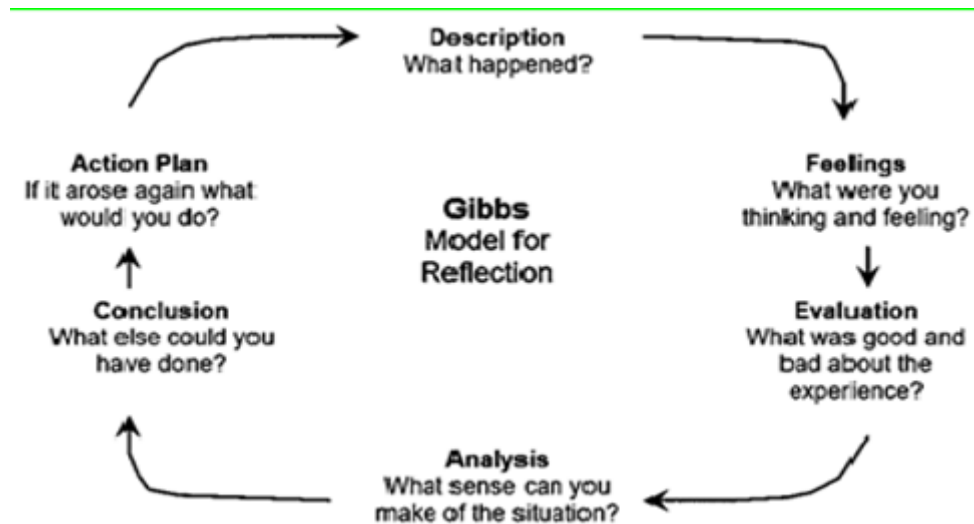 Description
What happened?
Feelings
What were you
thinking and feeling?
Evaluation
What was good and
bad about the
experience?
Analysis
What sense can you
make of the situation?
Conclusion
What else could you
have done?
Action Plan
If it arose again what
would you do?
Gibbs
Model for
Reflection